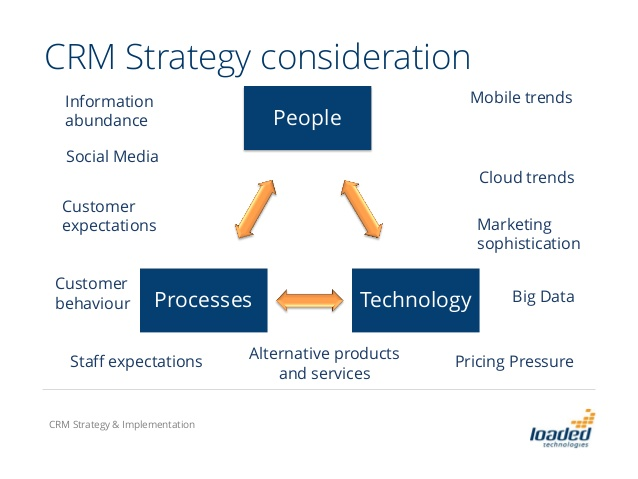 CRM Strategy consideration
Information
abundance
People
Mobile trends
Social Media
Cloud trends
Customer
expectations
Marketing
sophistication
Customer
behaviour
Processes
Technology
Big Data
Staff expectations
Alternative products
and services
Pricing Pressure
CRM Strategy & Implementation
loaded
technologies